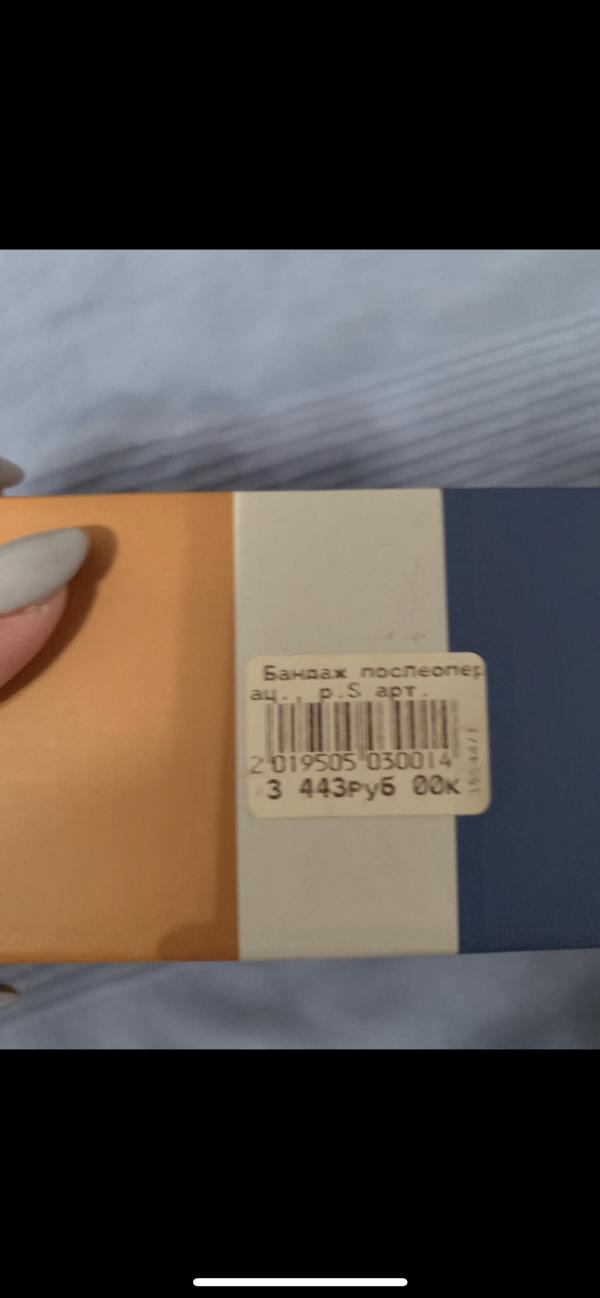 Бандаж послеопер
ац., р.S арт.
2 019505 030014
3 443руб 00к